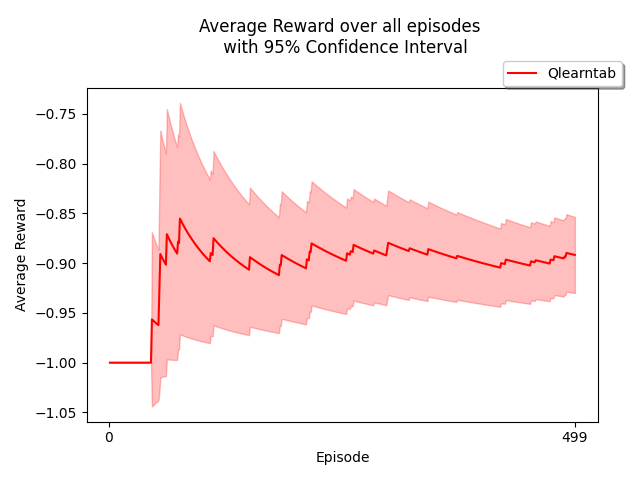 Average Reward over all episodes
with 95% Confidence Interval
Qlearntab
−0.75
−0.80
−0.85
−0.90
−0.95
−1.00
−1.05
Average Reward
0
499
Episode